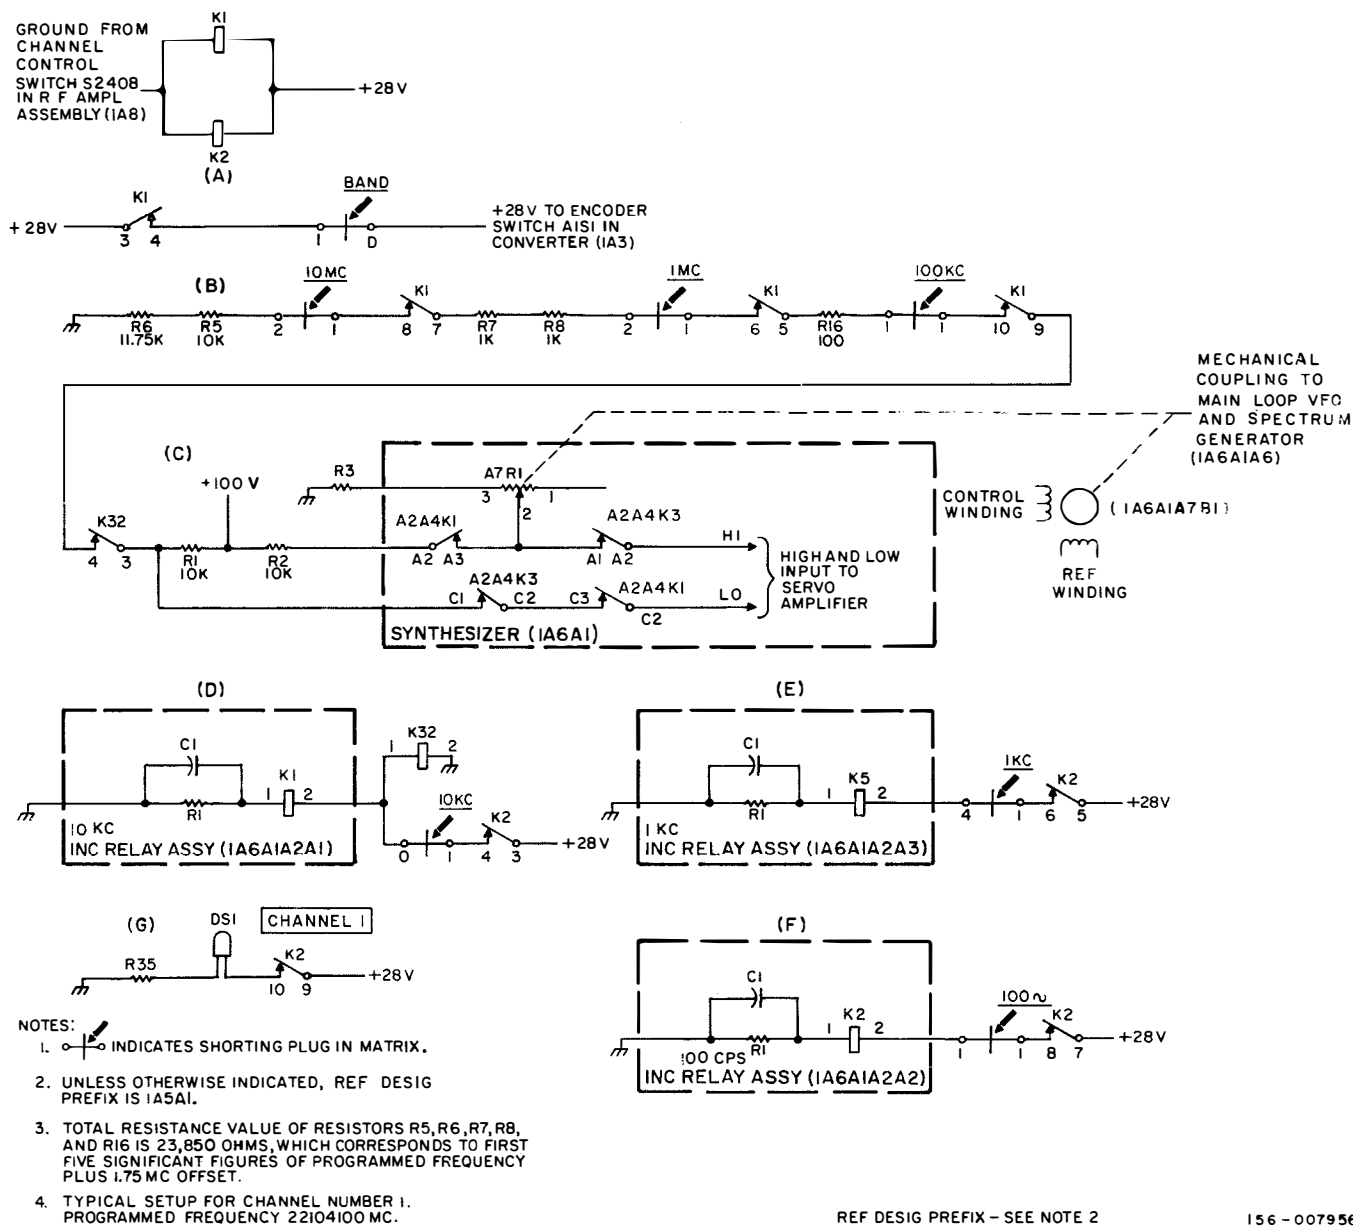 GROUND FROM
CHANNEL
CONTROL
SWITCH S2408
IN R F AMPL
ASSEMBLY (1A8)
K1
+28V
K2
(A)
K1
BAND
+28V
3 4
1 D
+28V TO ENCODER
SWITCH A1S1 IN
CONVERTER (1A3)
(B)
10MC
K1
1MC
K1
100KC
K1
R6
11.75K
R5
10K
2 1
8 7
R7
1K
R8
1K
2 1
6 5
R16
100
1 1
10 9
MECHANICAL
COUPLING TO
MAIN LOOP VFO
AND SPECTRUM
GENERATOR
(1A6A1A6)
(C)
+100 V
R3
A7R1
3 1
2
CONTROL
WINDING
(1A6A1A7B1)
REF
WINDING
K32
4 3
R1
10K
R2
10K
A2A4K1
A2 A3
A2A4K3
A1 A2
HI
A2A4K3
C1 C2
A2A4K1
C3 C2
LO
HIGH AND LOW
INPUT TO
SERVO
AMPLIFIER
SYNTHESIZER (1A6A1)
(D)
C1
R1
K1
1 2
K32
1 2
10KC
K2
0 1 4 3
+28V
10 KC
INC RELAY ASSY (1A6A1A2A1)
(E)
C1
R1
K5
1 2
1KC
K2
4 1 6 5
+28V
1 KC
INC RELAY ASSY (1A6A1A2A3)
(G)
DS1
CHANNEL 1
R35
K2
10 9
+28V
(F)
C1
R1
K2
1 2
100~
K2
1 1 8 7
+28V
100 CPS
INC RELAY ASSY (1A6A1A2A2)
NOTES:
1. INDICATES SHORTING PLUG IN MATRIX.
2. UNLESS OTHERWISE INDICATED, REF DESIG
PREFIX IS 1A5A1.
3. TOTAL RESISTANCE VALUE OF RESISTORS R5,R6,R7,R8,
AND R16 IS 23,850 OHMS, WHICH CORRESPONDS TO FIRST
FIVE SIGNIFICANT FIGURES OF PROGRAMMED FREQUENCY
PLUS 1.75 MC OFFSET.
4. TYPICAL SETUP FOR CHANNEL NUMBER 1.
PROGRAMMED FREQUENCY 22104100 MC.
REF DESIG PREFIX – SEE NOTE 2
156-007956